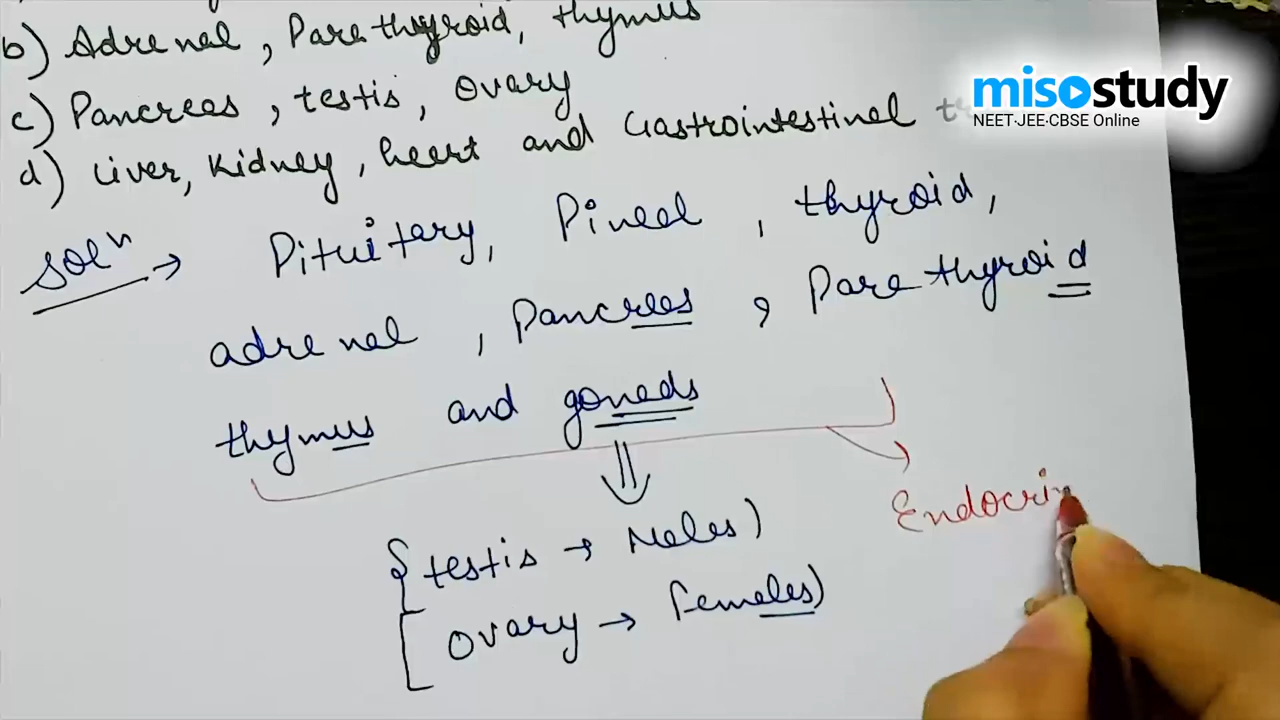 b) Adrenal, Parathyroid, thymus
c) Pancreas, testis, ovary
d) Liver, Kidney, heart and Gastrointestinal
misostudy
NEET·JEE·CBSE Online
Solⁿ → Pituitary, Pineal, thyroid,
adrenal, Pancreas, Parathyroid
thymus and gonads
⇓
{testis → Males)
[ovary → Females)
Endocrin